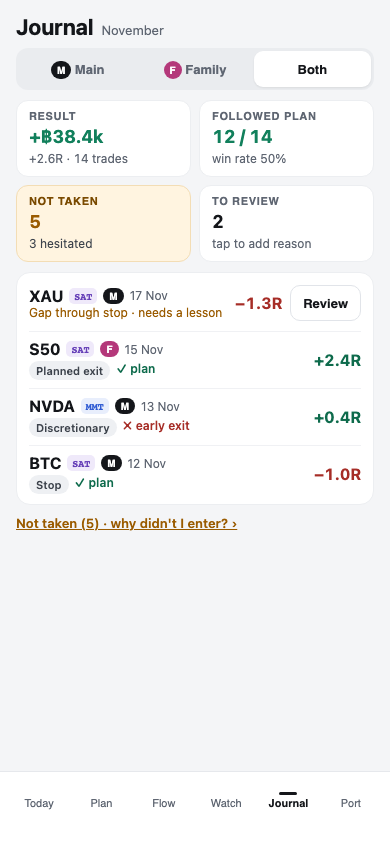 Journal November
M Main F Family Both
RESULT
+฿38.4k
+2.6R · 14 trades
FOLLOWED PLAN
12 / 14
win rate 50%
NOT TAKEN
5
3 hesitated
TO REVIEW
2
tap to add reason
XAU SAT M 17 Nov
Gap through stop · needs a lesson
−1.3R Review
S50 SAT F 15 Nov
Planned exit ✓ plan
+2.4R
NVDA MMT M 13 Nov
Discretionary ✕ early exit
+0.4R
BTC SAT M 12 Nov
Stop ✓ plan
−1.0R
Not taken (5) · why didn't I enter? ›
Today Plan Flow Watch Journal Port